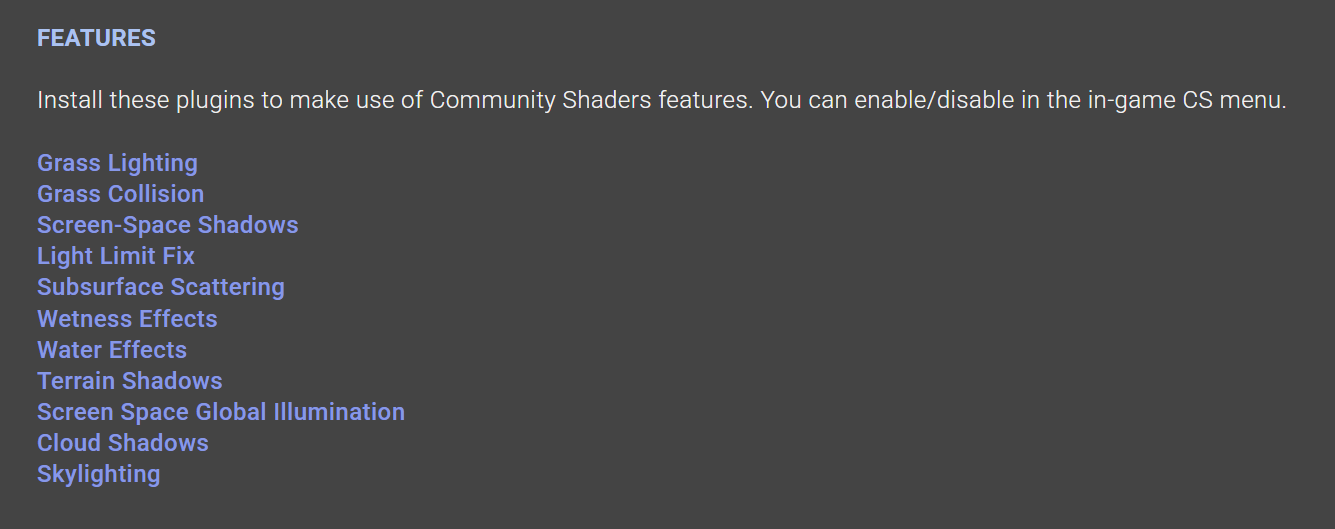 FEATURES
Install these plugins to make use of Community Shaders features. You can enable/disable in the in-game CS menu.
Grass Lighting
Grass Collision
Screen-Space Shadows
Light Limit Fix
Subsurface Scattering
Wetness Effects
Water Effects
Terrain Shadows
Screen Space Global Illumination
Cloud Shadows
Skylighting